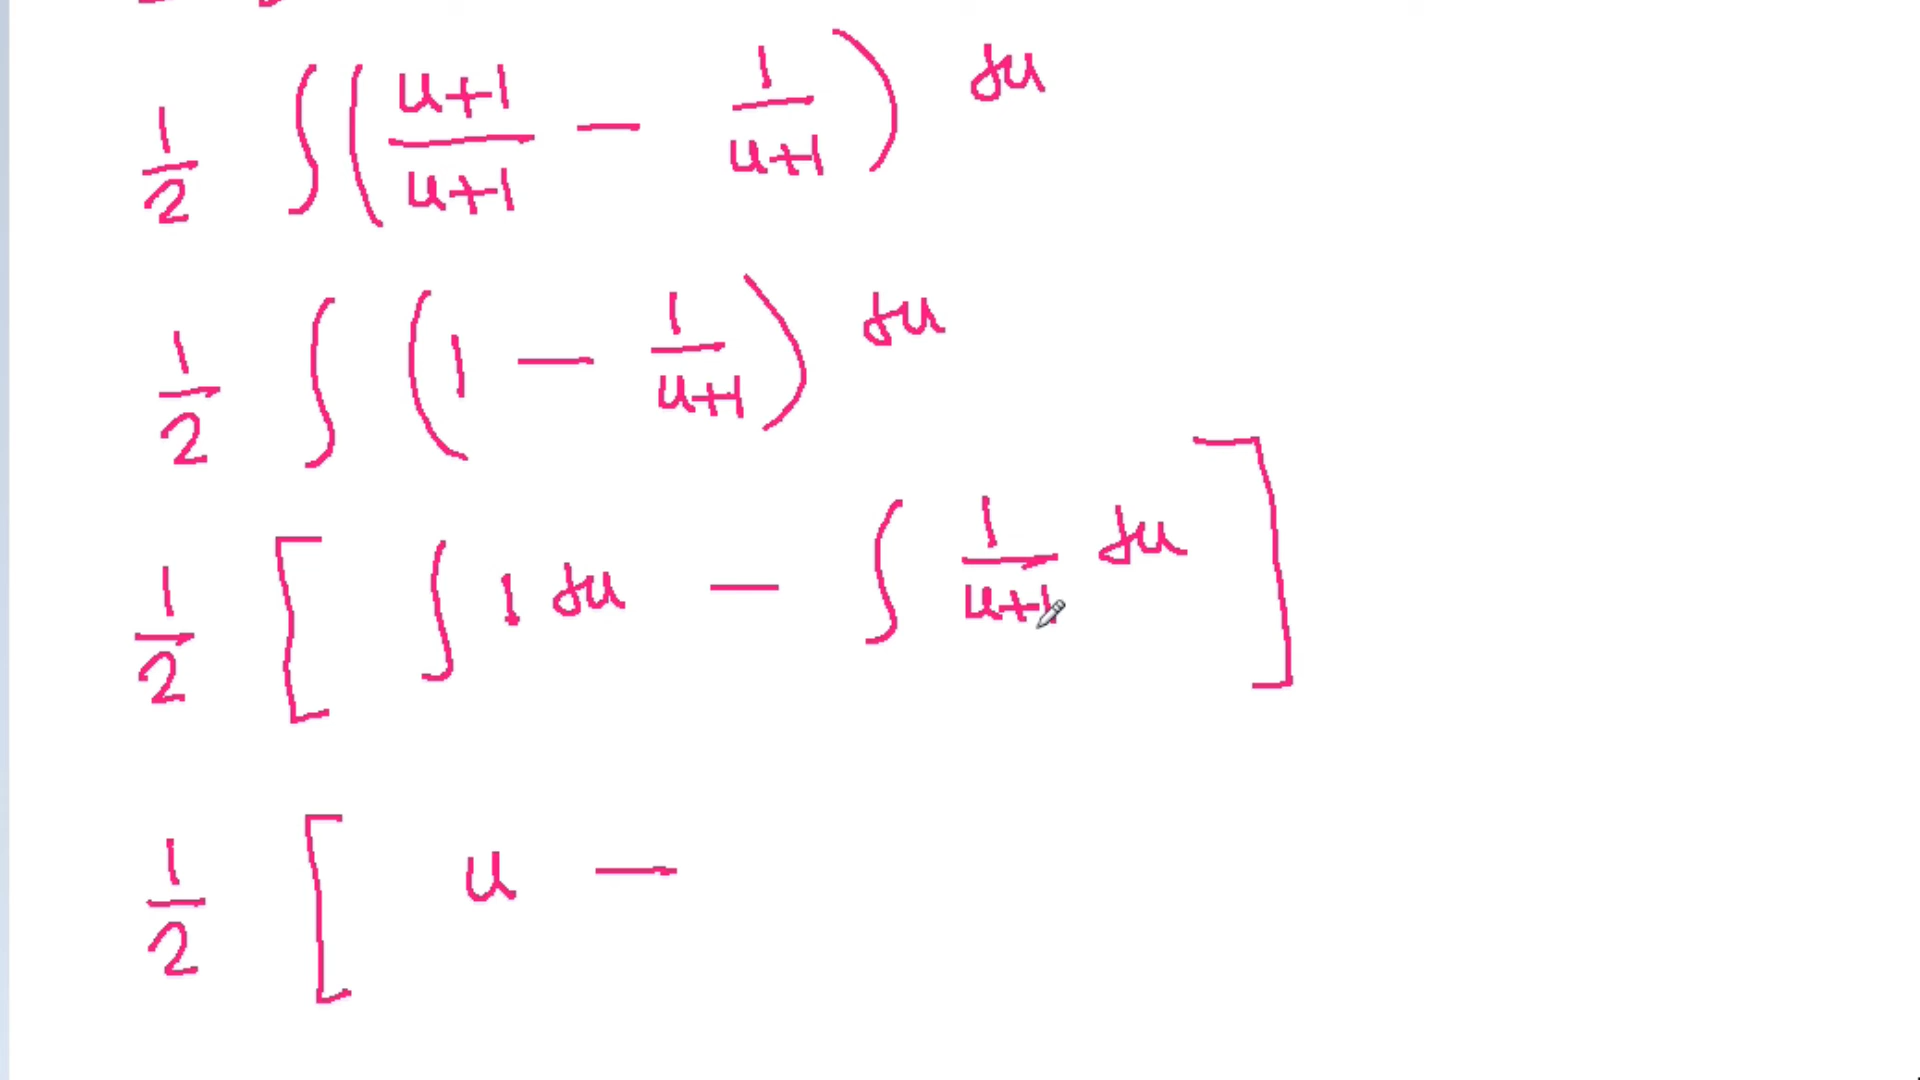 1/2 ∫ ( (u+1)/(u+1) − 1/(u+1) ) du
1/2 ∫ ( 1 − 1/(u+1) ) du
1/2 [ ∫ 1 du − ∫ 1/(u+1) du ]
1/2 [ u −